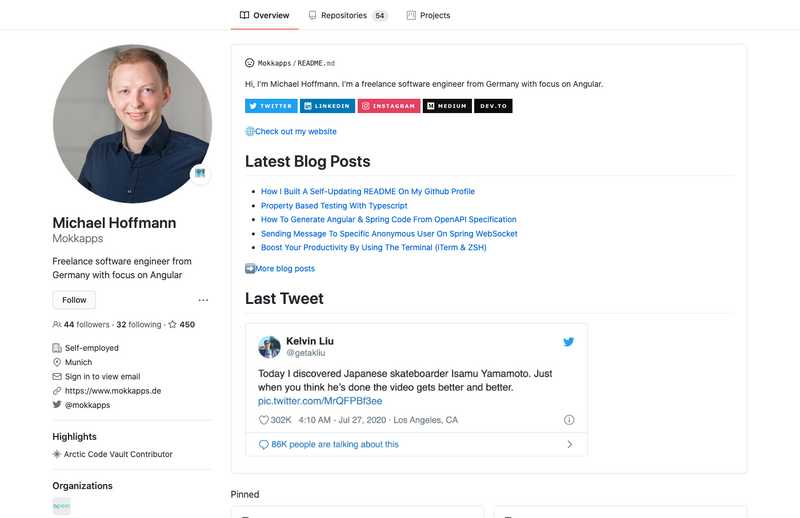 Overview
Repositories 54
Projects
Michael Hoffmann
Mokkapps
Freelance software engineer from
Germany with focus on Angular
Follow
44 followers · 32 following · 450
Self-employed
Munich
Sign in to view email
https://www.mokkapps.de
@mokkapps
Highlights
Arctic Code Vault Contributor
Organizations
Mokkapps/README.md
Hi, I'm Michael Hoffmann. I'm a freelance software engineer from Germany with focus on Angular.
TWITTER LINKEDIN INSTAGRAM MEDIUM DEV.TO
Check out my website
Latest Blog Posts
How I Built A Self-Updating README On My Github Profile
Property Based Testing With Typescript
How To Generate Angular & Spring Code From OpenAPI Specification
Sending Message To Specific Anonymous User On Spring WebSocket
Boost Your Productivity By Using The Terminal (iTerm & ZSH)
More blog posts
Last Tweet
Kelvin Liu
@getakliu
Today I discovered Japanese skateboarder Isamu Yamamoto. Just
when you think he's done the video gets better and better.
pic.twitter.com/MrQFPBf3ee
302K 4:10 AM - Jul 27, 2020 · Los Angeles, CA
86K people are talking about this
Pinned